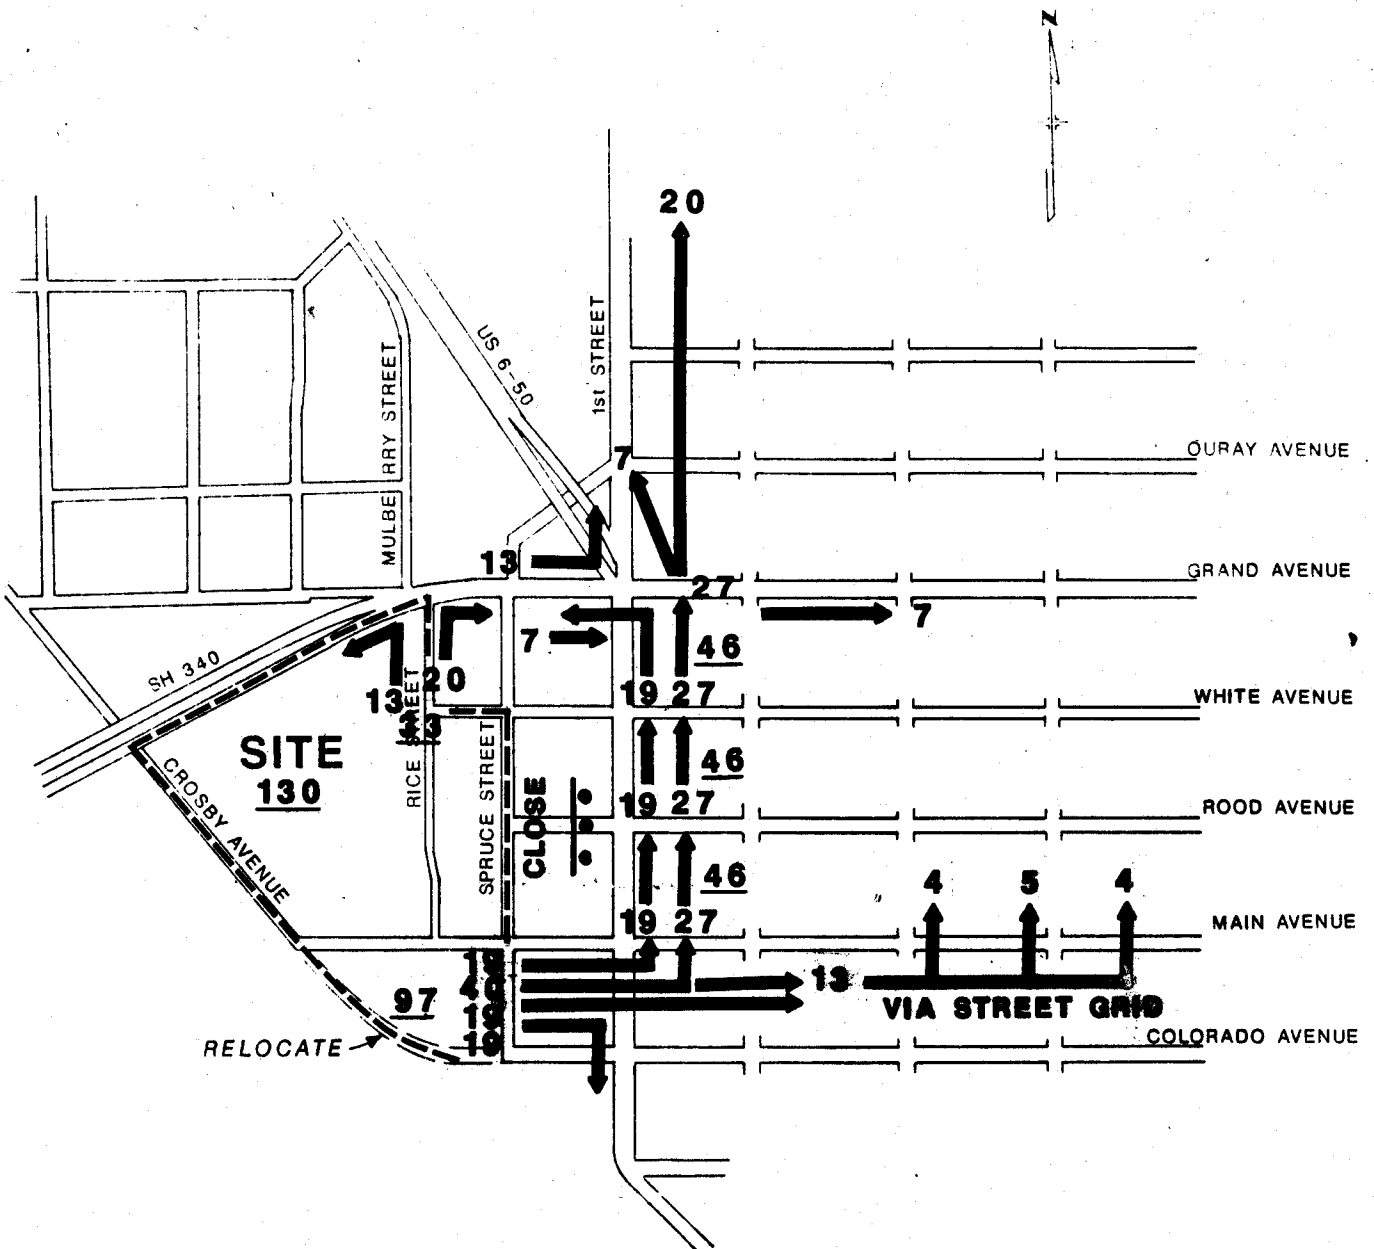 N
20
US 6-50
1st STREET
MULBERRY STREET
7
OURAY AVENUE
13
GRAND AVENUE
27
7
7
46
SH 340
20
13
19 27
WHITE AVENUE
33
SITE
130
46
CROSBY AVENUE
RICE STREET
SPRUCE STREET
CLOSE
19 27
ROOD AVENUE
46
4 5 4
19 27
MAIN AVENUE
13
97
VIA STREET GRID
RELOCATE
COLORADO AVENUE